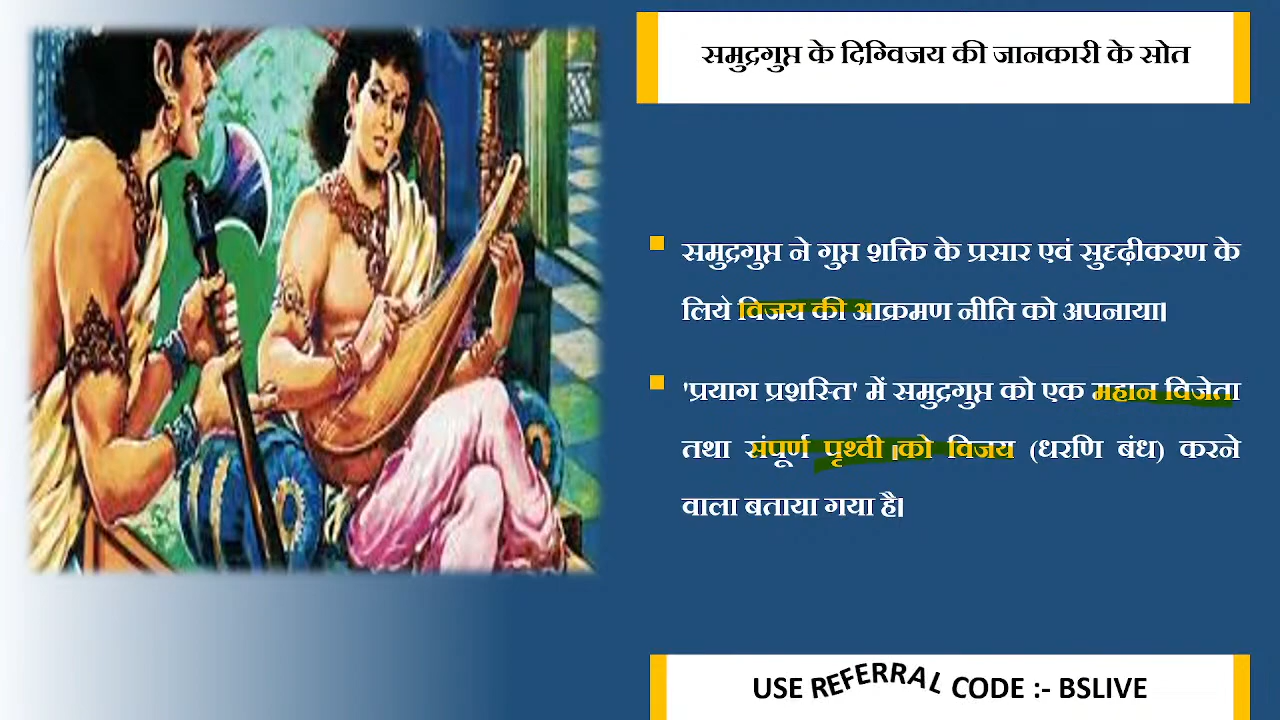 समुद्रगुप्त के दिग्विजय की जानकारी के सोत
समुद्रगुप्त ने गुप्त शक्ति के प्रसार एवं सुदृढ़ीकरण के
लिये विजय की आक्रमण नीति को अपनाया।
'प्रयाग प्रशस्ति' में समुद्रगुप्त को एक महान विजेता
तथा संपूर्ण पृथ्वी को विजय (धरणि बंध) करने
वाला बताया गया है।
USE REFERRAL CODE :- BSLIVE